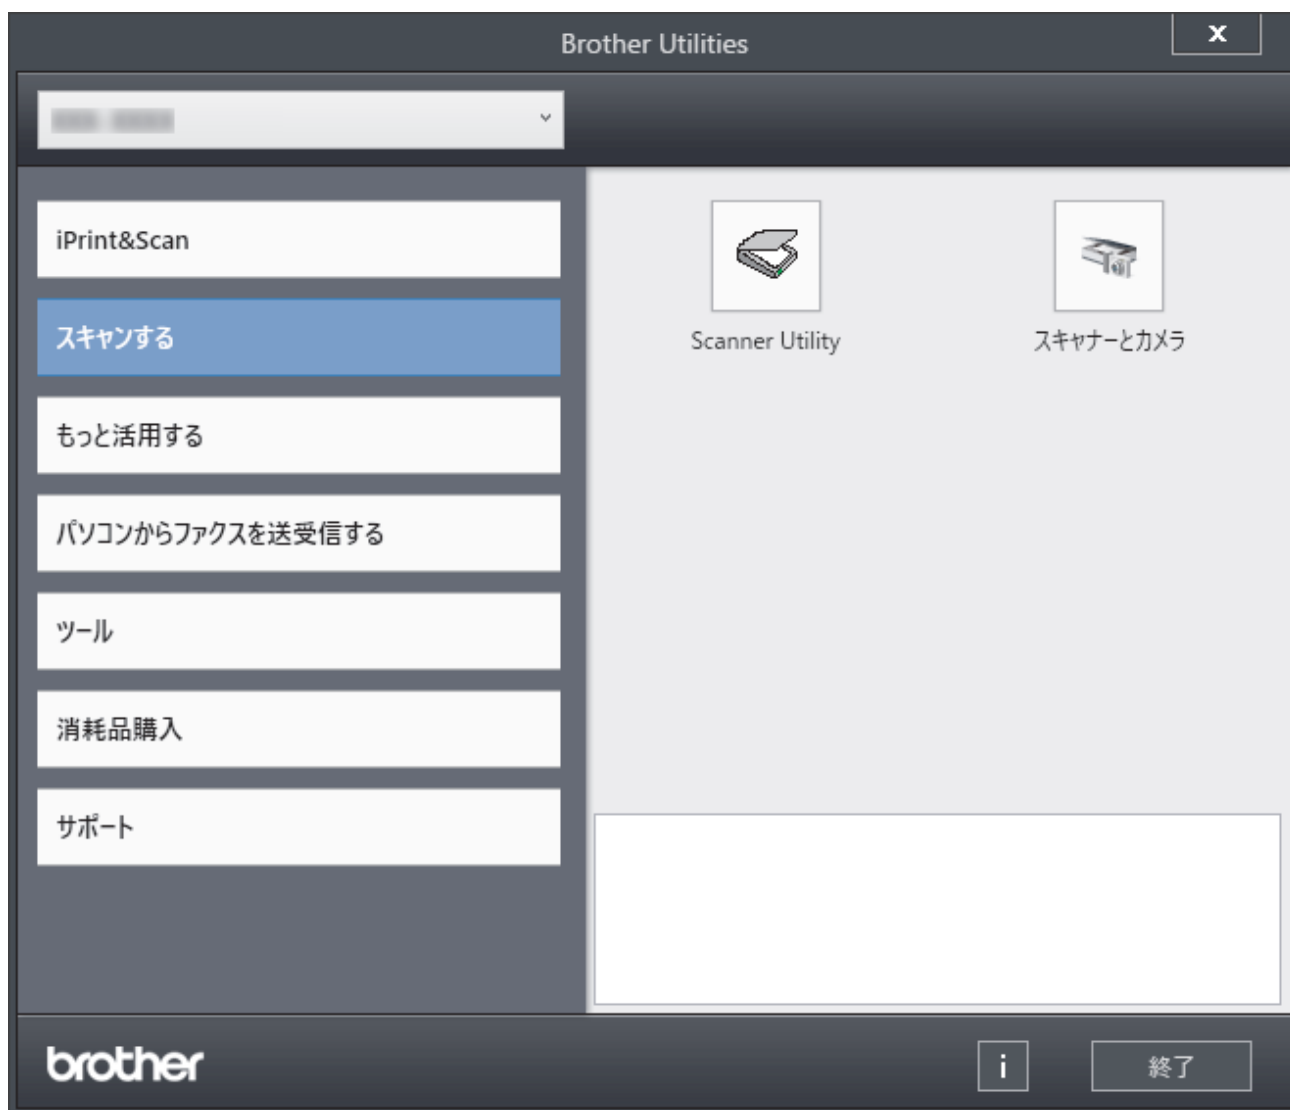 Brother Utilities
x
iPrint&Scan
スキャンする
もっと活用する
パソコンからファクスを送受信する
ツール
消耗品購入
サポート
Scanner Utility
スキャナーとカメラ
brother
i
終了